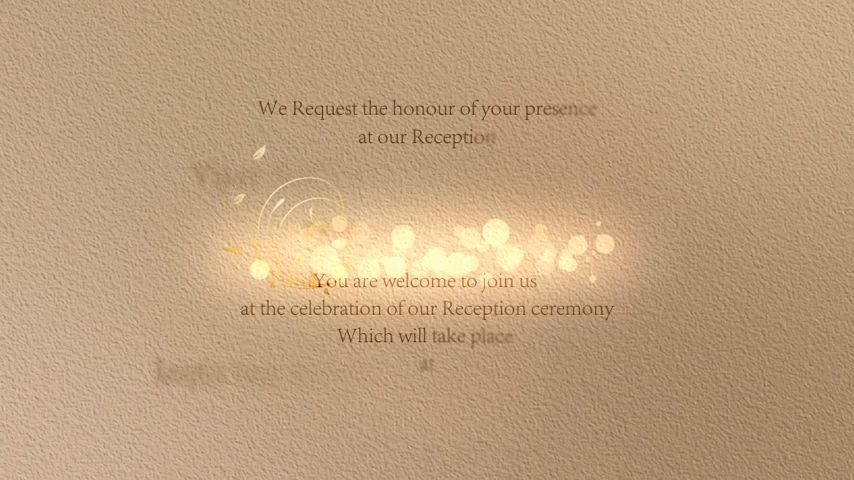 We Request the honour of your presence
at our Reception
You are welcome to join us
at the celebration of our Reception ceremony
Which will take place
at